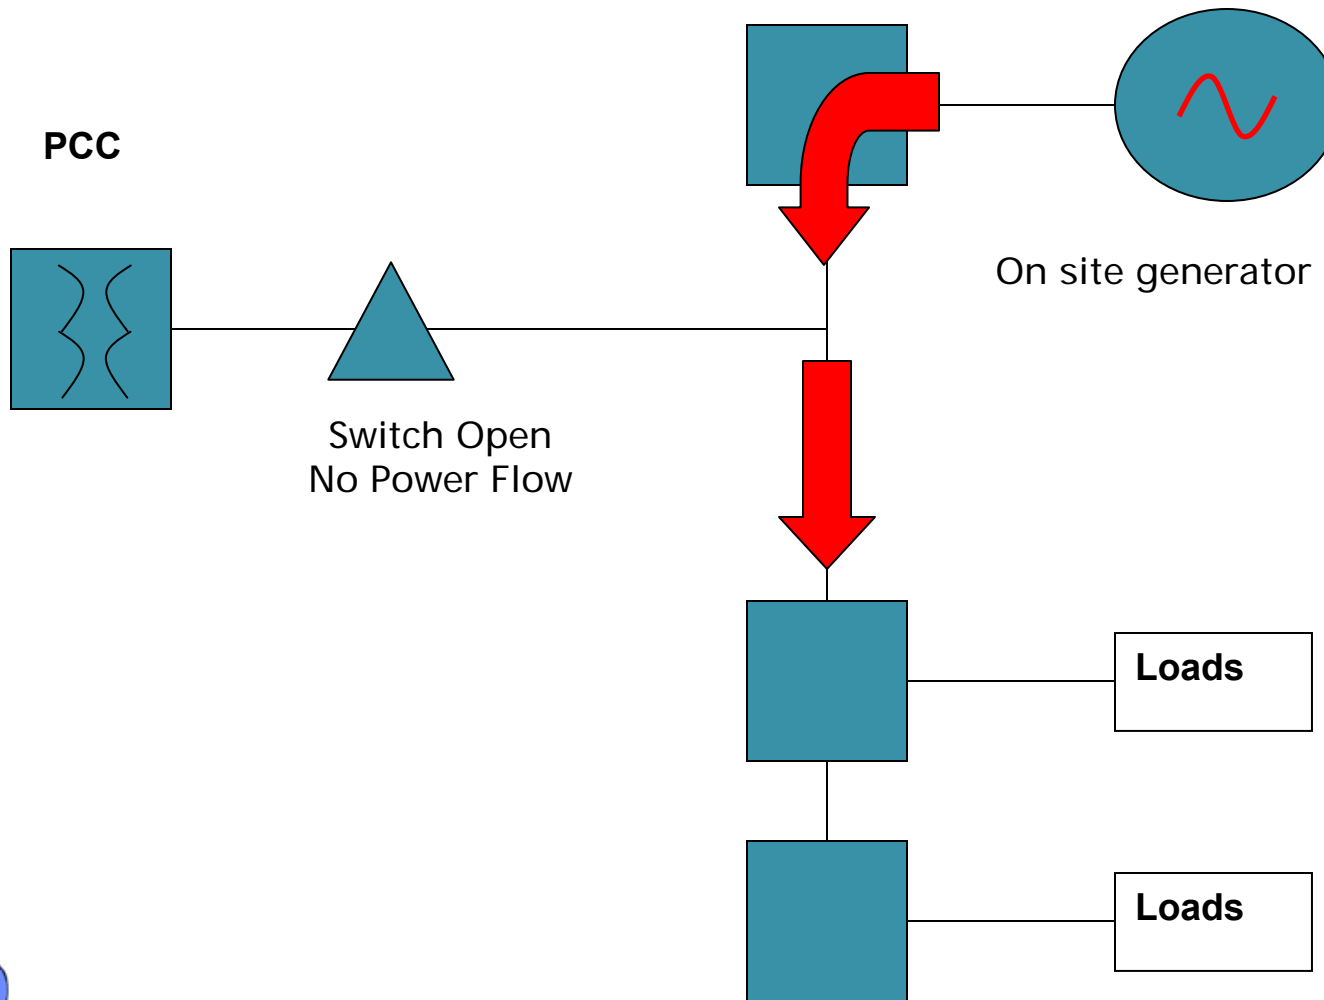 PCC
On site generator
Switch Open
No Power Flow
Loads
Loads